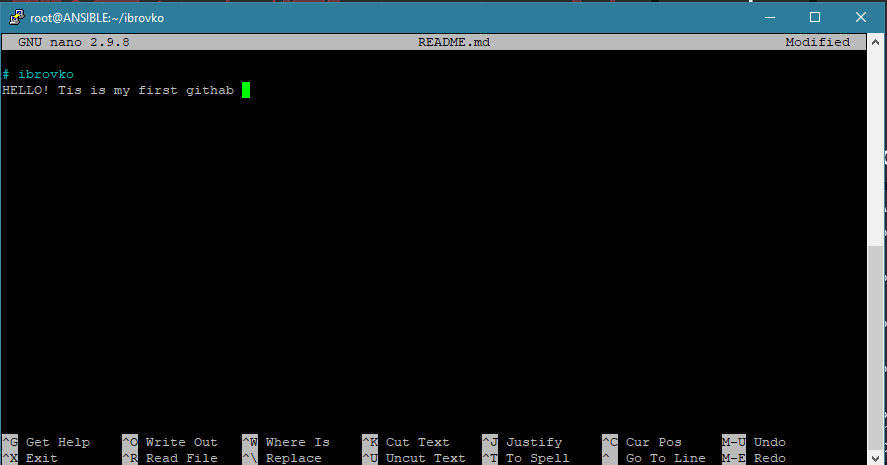 root@ANSIBLE:~/ibrovko
GNU nano 2.9.8 README.md Modified
# ibrovko
HELLO! Tis is my first githab
^G Get Help ^O Write Out ^W Where Is ^K Cut Text ^J Justify ^C Cur Pos M-U Undo
^X Exit ^R Read File ^\ Replace ^U Uncut Text ^T To Spell ^ Go To Line M-E Redo